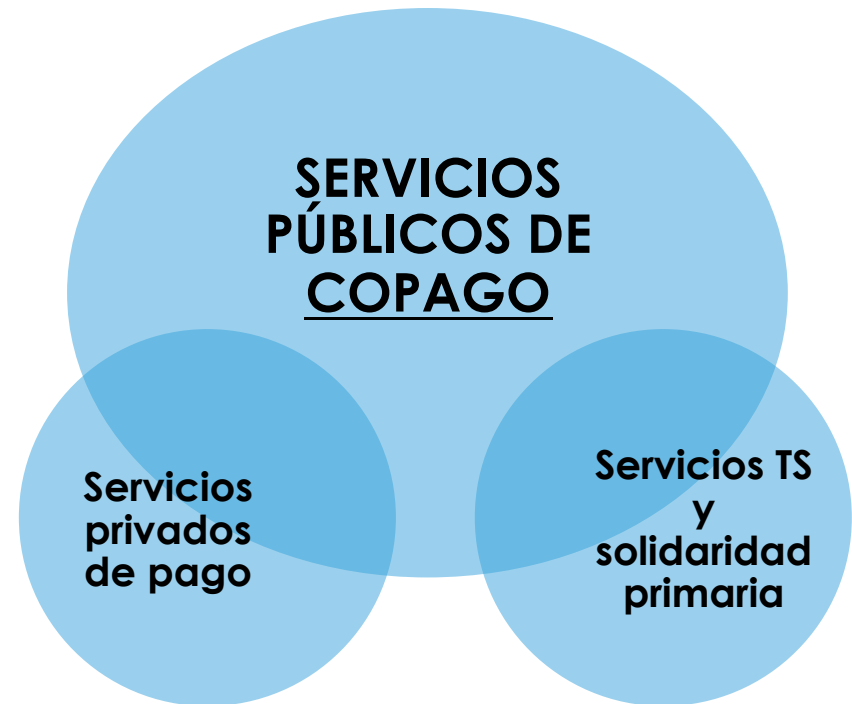 SERVICIOS
PÚBLICOS DE
COPAGO
Servicios
privados
de pago
Servicios TS
y
solidaridad
primaria